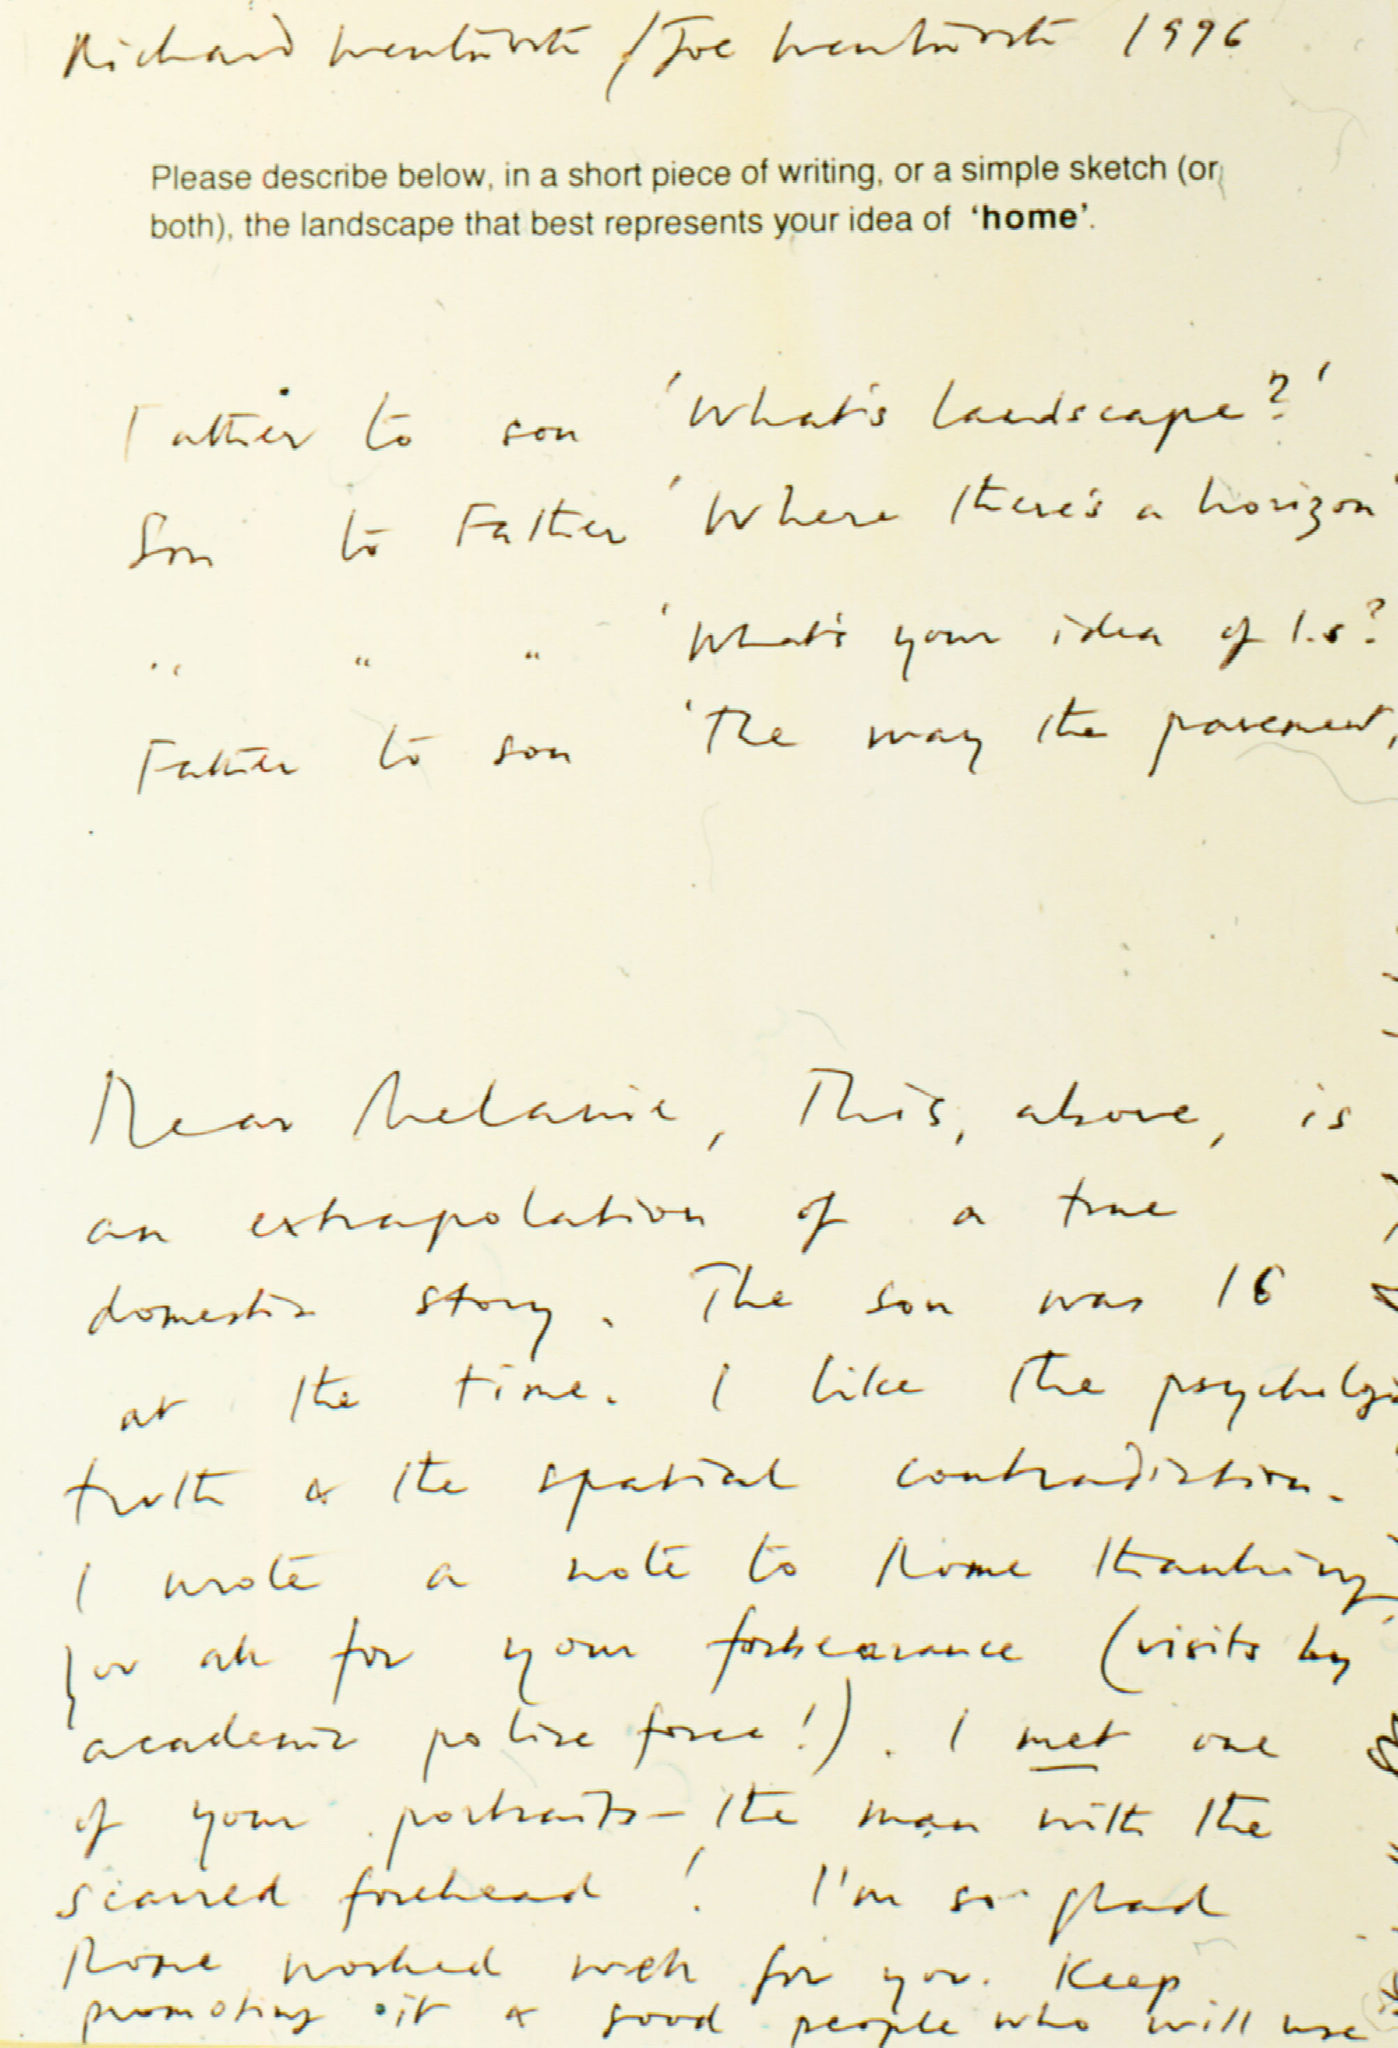 Richard Wentworth / Joe Wentworth 1996
Please describe below, in a short piece of writing, or a simple sketch (or
both), the landscape that best represents your idea of 'home'.
Father to son 'What's landscape?'
Son to Father 'Where there's a horizon'
" " " 'What's your idea of l.s?
Father to son 'The way the pavement,
Dear Melanie, This, above, is
an extrapolation of a true
domestic story. The son was 16
at the time. I like the
truth & the spatial contradiction.
I wrote a note to Rome thanking
you all for your forbearance (visits by
academic police force!). I met one
of your portraits - the man with the
scarred forehead! I'm so glad
Rome worked well for you. Keep
promoting it & good people who will use